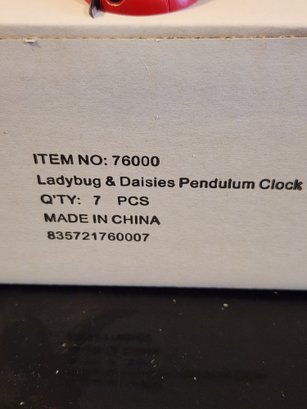 ITEM NO: 76000
Ladybug & Daisies Pendulum Clock
Q'TY: 7 PCS
MADE IN CHINA
835721760007